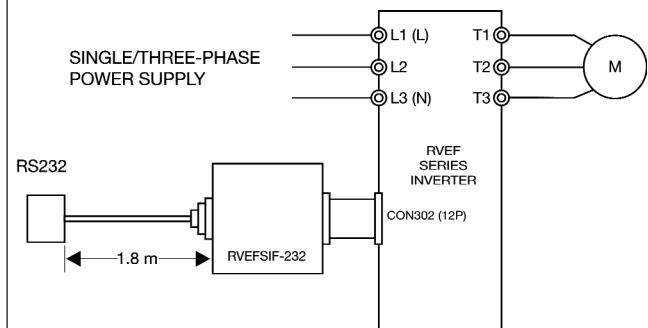 SINGLE/THREE-PHASE
POWER SUPPLY
L1 (L)
L2
L3 (N)
T1
T2
T3
M
RVEF
SERIES
INVERTER
RS232
CON302 (12P)
1.8 m
RVEFSIF-232